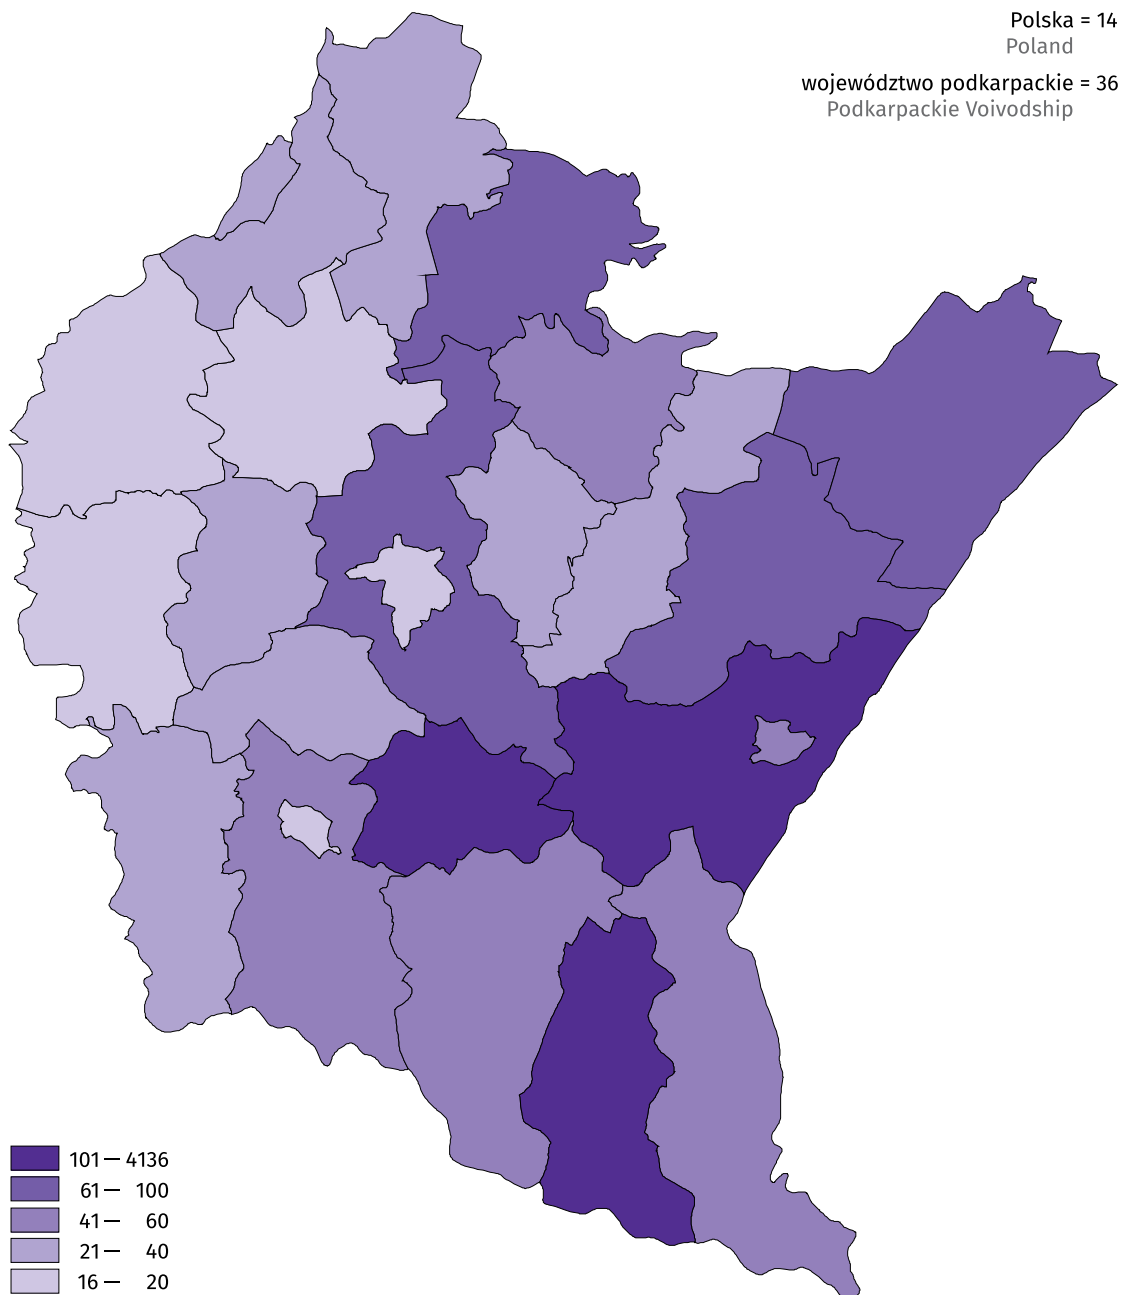 Polska = 14
Poland
województwo podkarpackie = 36
Podkarpackie Voivodship
101 — 4136
61 — 100
41 — 60
21 — 40
16 — 20